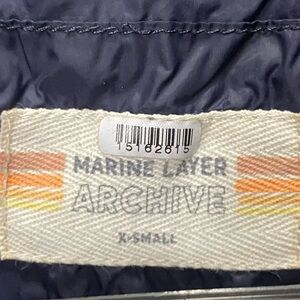 15162615
MARINE LAYER
ARCHIVE
X-SMALL